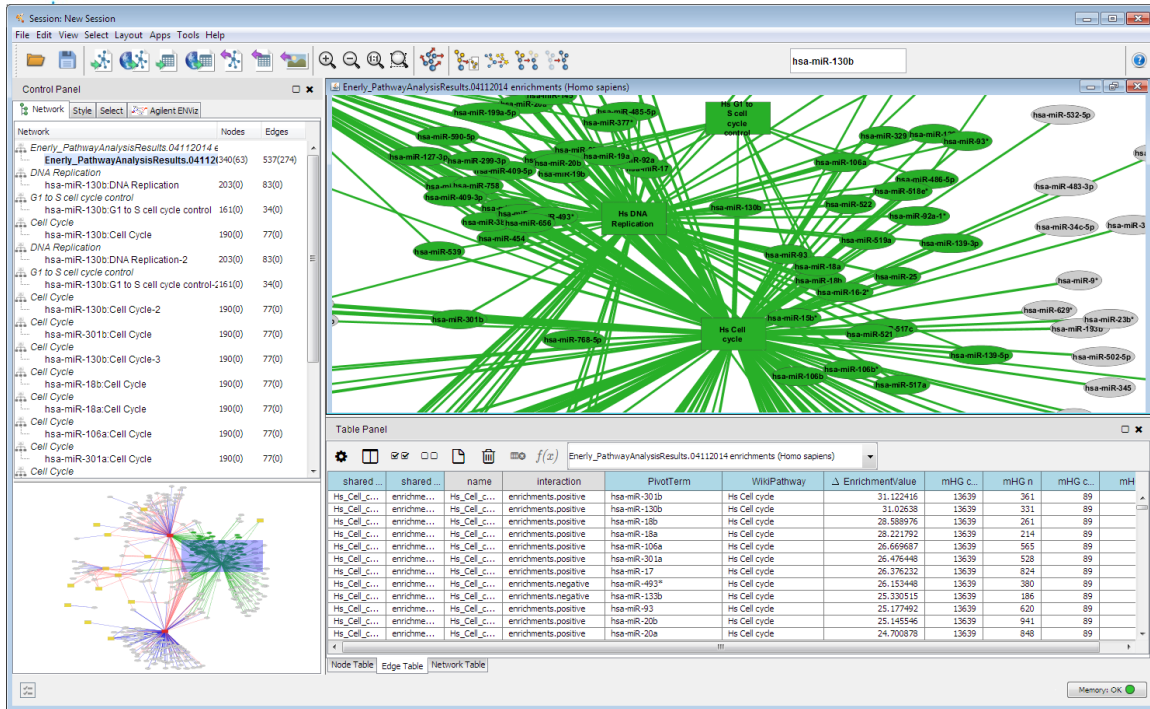 Session: New Session
File Edit View Select Layout Apps Tools Help
hsa-miR-130b
Control Panel
Network Style Select Agilent ENViz
Network Nodes Edges
Enerly_PathwayAnalysisResults.04112014 e
Enerly_PathwayAnalysisResults.04112 340(63) 537(274)
DNA Replication
hsa-miR-130b:DNA Replication 203(0) 83(0)
G1 to S cell cycle control
hsa-miR-130b:G1 to S cell cycle control 161(0) 34(0)
Cell Cycle
hsa-miR-130b:Cell Cycle 190(0) 77(0)
DNA Replication
hsa-miR-130b:DNA Replication-2 203(0) 83(0)
G1 to S cell cycle control
hsa-miR-130b:G1 to S cell cycle control-2 161(0) 34(0)
Cell Cycle
hsa-miR-130b:Cell Cycle-2 190(0) 77(0)
Cell Cycle
hsa-miR-301b:Cell Cycle 190(0) 77(0)
Cell Cycle
hsa-miR-130b:Cell Cycle-3 190(0) 77(0)
Cell Cycle
hsa-miR-18b:Cell Cycle 190(0) 77(0)
Cell Cycle
hsa-miR-18a:Cell Cycle 190(0) 77(0)
Cell Cycle
hsa-miR-106a:Cell Cycle 190(0) 77(0)
Cell Cycle
hsa-miR-301a:Cell Cycle 190(0) 77(0)
Cell Cycle
Enerly_PathwayAnalysisResults.04112014 enrichments (Homo sapiens)
hsa-miR-199a-5p
hsa-miR-485-5p
hsa-miR-377*
Hs G1 to
S cell
cycle
control
hsa-miR-532-5p
hsa-miR-590-5p
hsa-miR-329
hsa-miR-93*
hsa-miR-127-3p
hsa-miR-299-3p
hsa-miR-20b
hsa-miR-19a
hsa-miR-92a
hsa-miR-17
hsa-miR-106a
hsa-miR-409-5p
hsa-miR-19b
hsa-miR-486-5p
hsa-miR-758
hsa-miR-518e*
hsa-miR-483-3p
hsa-miR-409-3p
hsa-miR-130b
hsa-miR-522
hsa-miR-493*
Hs DNA
Replication
hsa-miR-92a-1*
hsa-miR-656
hsa-miR-34c-5p
hsa-miR-454
hsa-miR-519a
hsa-miR-139-3p
hsa-miR-539
hsa-miR-93
hsa-miR-18a
hsa-miR-25
hsa-miR-18b
hsa-miR-9*
hsa-miR-16-2*
hsa-miR-629*
hsa-miR-301b
hsa-miR-15b*
hsa-miR-23b*
hsa-miR-193b
Hs Cell
cycle
hsa-miR-521
hsa-miR-768-5p
hsa-miR-139-5p
hsa-miR-502-5p
hsa-miR-106b*
hsa-miR-106b
hsa-miR-517a
hsa-miR-345
Table Panel
f(x) Enerly_PathwayAnalysisResults.04112014 enrichments (Homo sapiens)
shared ... shared ... name interaction PivotTerm WikiPathway △ EnrichmentValue mHG c... mHG n mHG c... mH
Hs_Cell_c... enrichme... Hs_Cell_c... enrichments.positive hsa-miR-301b Hs Cell cycle 31.122416 13639 361 89
Hs_Cell_c... enrichme... Hs_Cell_c... enrichments.positive hsa-miR-130b Hs Cell cycle 31.02638 13639 331 89
Hs_Cell_c... enrichme... Hs_Cell_c... enrichments.positive hsa-miR-18b Hs Cell cycle 28.588976 13639 261 89
Hs_Cell_c... enrichme... Hs_Cell_c... enrichments.positive hsa-miR-18a Hs Cell cycle 28.221792 13639 214 89
Hs_Cell_c... enrichme... Hs_Cell_c... enrichments.positive hsa-miR-106a Hs Cell cycle 26.669687 13639 565 89
Hs_Cell_c... enrichme... Hs_Cell_c... enrichments.positive hsa-miR-301a Hs Cell cycle 26.476448 13639 528 89
Hs_Cell_c... enrichme... Hs_Cell_c... enrichments.positive hsa-miR-17 Hs Cell cycle 26.376232 13639 824 89
Hs_Cell_c... enrichme... Hs_Cell_c... enrichments.negative hsa-miR-493* Hs Cell cycle 26.153448 13639 380 89
Hs_Cell_c... enrichme... Hs_Cell_c... enrichments.negative hsa-miR-133b Hs Cell cycle 25.330515 13639 186 89
Hs_Cell_c... enrichme... Hs_Cell_c... enrichments.positive hsa-miR-93 Hs Cell cycle 25.177492 13639 620 89
Hs_Cell_c... enrichme... Hs_Cell_c... enrichments.positive hsa-miR-20b Hs Cell cycle 25.145546 13639 941 89
Hs_Cell_c... enrichme... Hs_Cell_c... enrichments.positive hsa-miR-20a Hs Cell cycle 24.700878 13639 848 89
Node Table Edge Table Network Table
Memory: OK